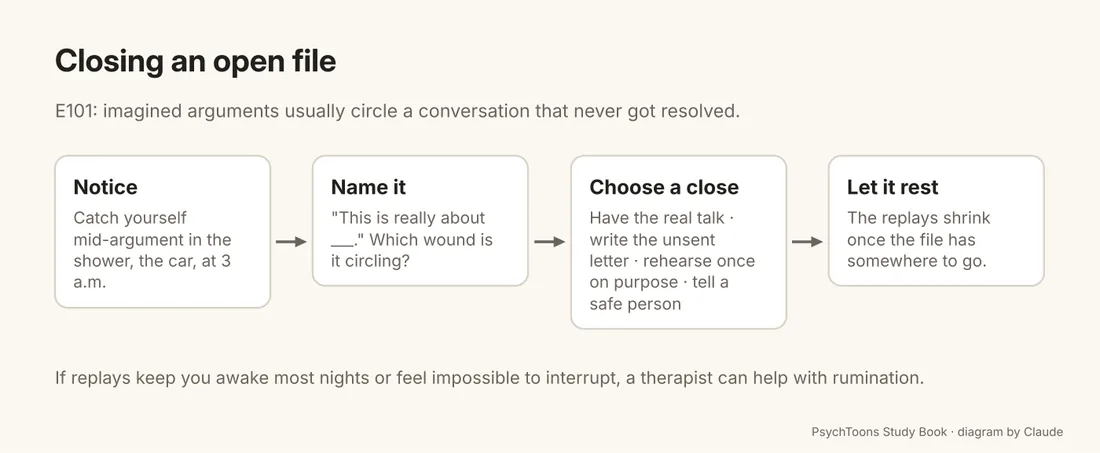 Closing an open file
E101: imagined arguments usually circle a conversation that never got resolved.
Notice
Catch yourself
mid-argument in the
shower, the car, at 3
a.m.
Name it
"This is really about
___." Which wound is
it circling?
Choose a close
Have the real talk ·
write the unsent
letter · rehearse once
on purpose · tell a
safe person
Let it rest
The replays shrink
once the file has
somewhere to go.
If replays keep you awake most nights or feel impossible to interrupt, a therapist can help with rumination.
PsychToons Study Book · diagram by Claude